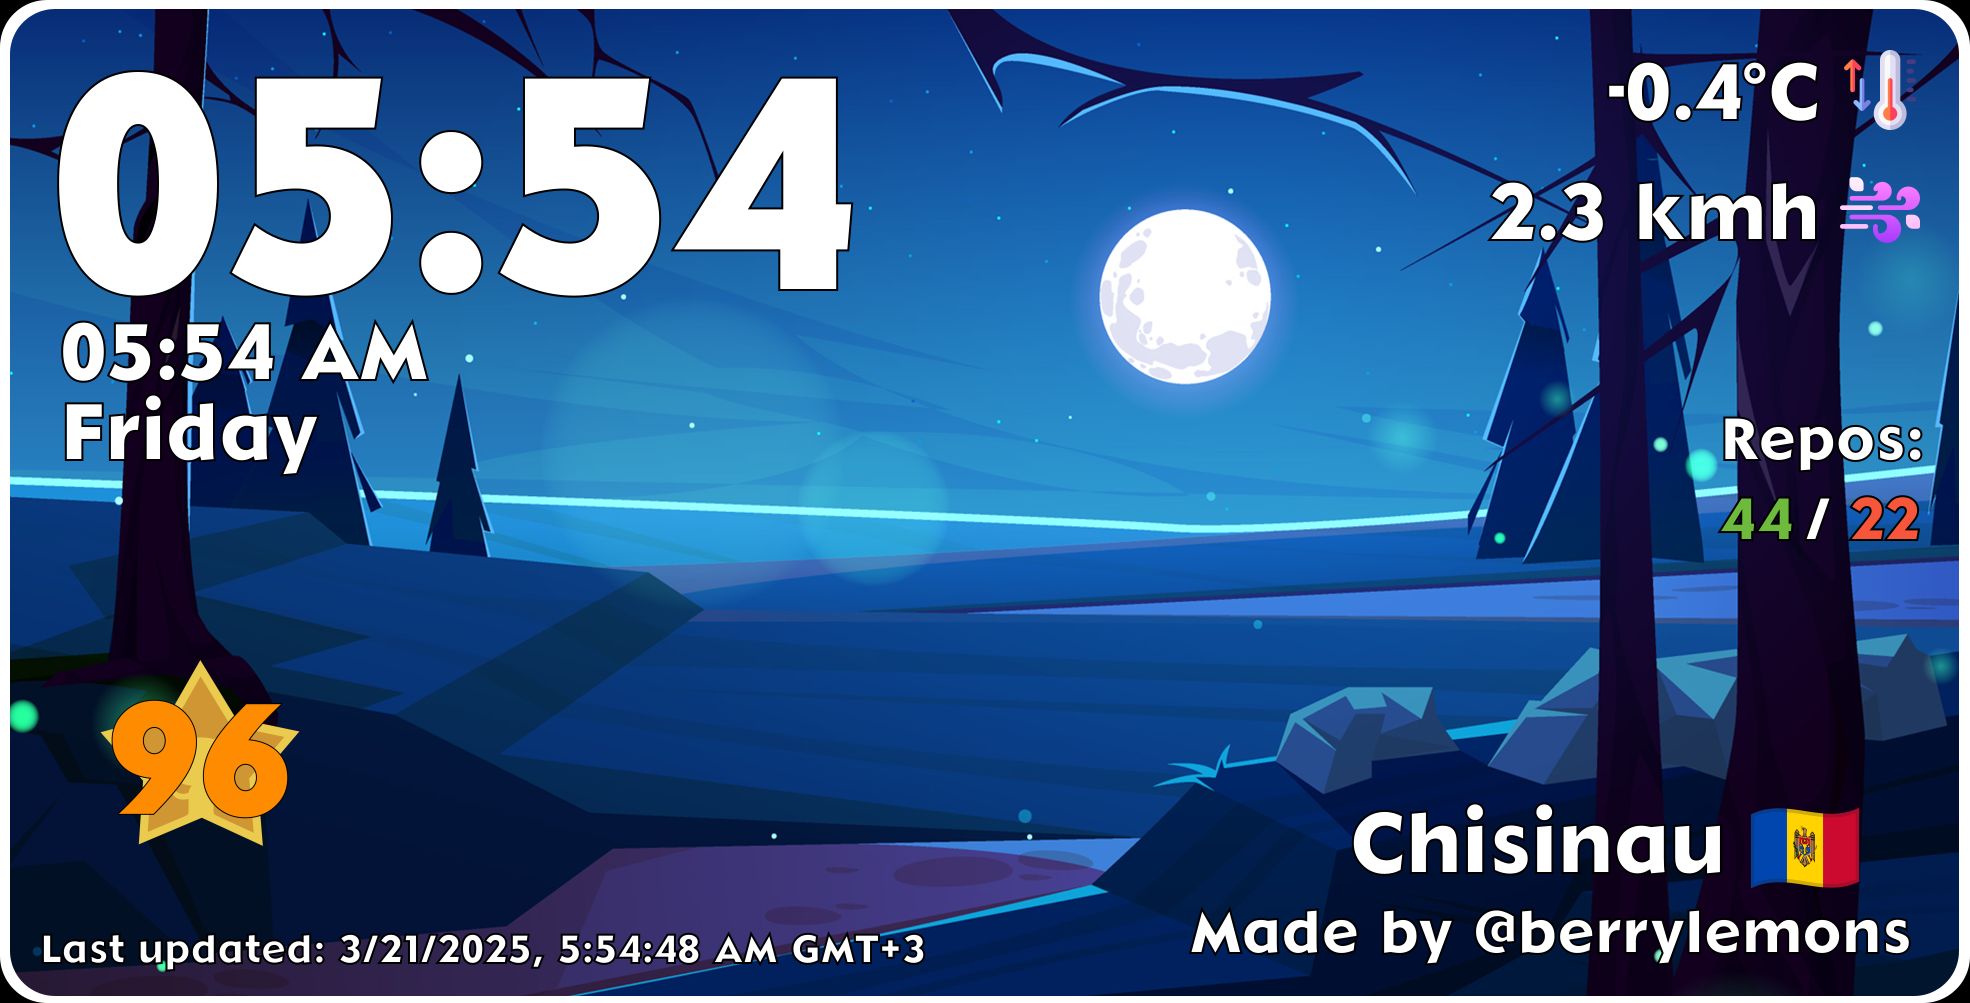 05:54
05:54 AM
Friday
-0.4°C
2.3 kmh
Repos:
44 / 22
96
Chisinau
Made by @berrylemons
Last updated: 3/21/2025, 5:54:48 AM GMT+3